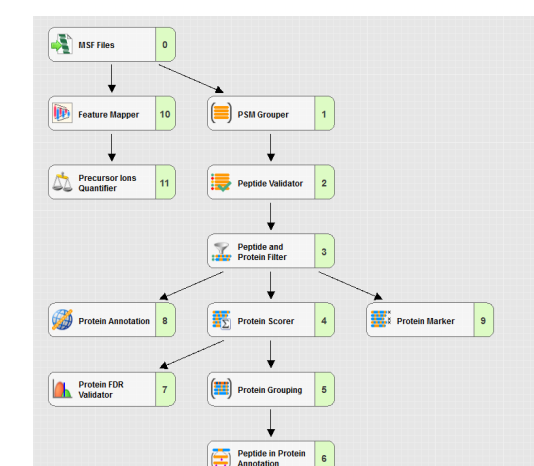 MSF Files 0
Feature Mapper 10
PSM Grouper 1
Precursor Ions
Quantifier 11
Peptide Validator 2
Peptide and
Protein Filter 3
Protein Annotation 8
Protein Scorer 4
Protein Marker 9
Protein FDR
Validator 7
Protein Grouping 5
Peptide in Protein
Annotation 6